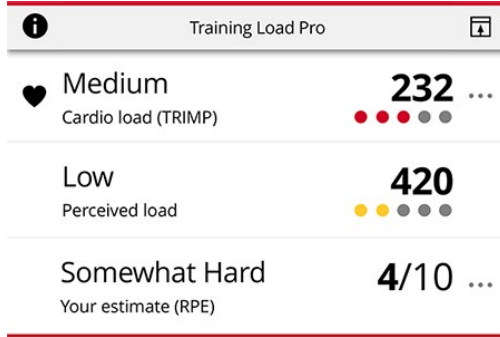 Training Load Pro
Medium 232 ...
Cardio load (TRIMP)
Low 420
Perceived load
Somewhat Hard 4/10 ...
Your estimate (RPE)